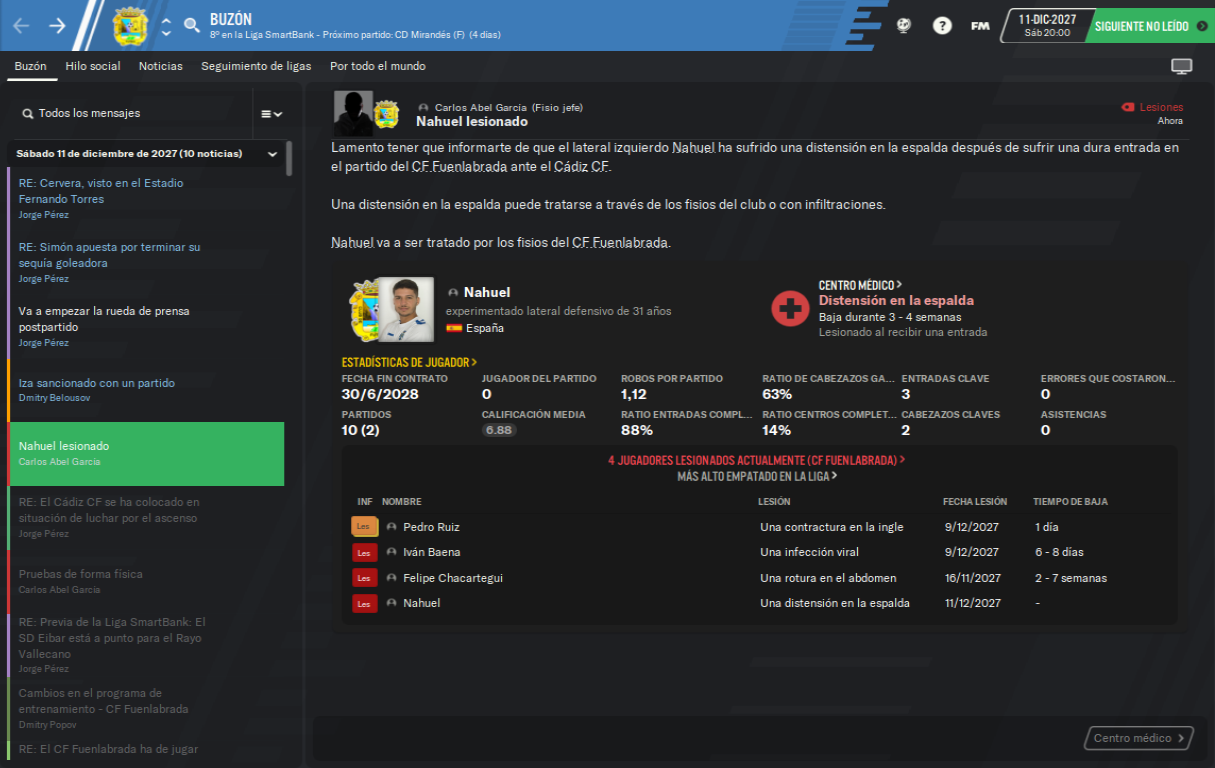 BUZÓN
8º en la Liga SmartBank - Próximo partido: CD Mirandés (F) (4 días)
FM
11-DIC-2027
Sáb 20:00
SIGUIENTE NO LEÍDO
Buzón Hilo social Noticias Seguimiento de ligas Por todo el mundo
Todos los mensajes
Sábado 11 de diciembre de 2027 (10 noticias)
RE: Cervera, visto en el Estadio
Fernando Torres
Jorge Pérez
RE: Simón apuesta por terminar su
sequía goleadora
Jorge Pérez
Va a empezar la rueda de prensa
postpartido
Jorge Pérez
Iza sancionado con un partido
Dmitry Belousov
Nahuel lesionado
Carlos Abel García
RE: El Cádiz CF se ha colocado en
situación de luchar por el ascenso
Jorge Pérez
Pruebas de forma física
Carlos Abel García
RE: Previa de la Liga SmartBank: El
SD Eibar está a punto para el Rayo
Vallecano
Jorge Pérez
Cambios en el programa de
entrenamiento - CF Fuenlabrada
Dmitry Popov
RE: El CF Fuenlabrada ha de jugar
Carlos Abel García (Fisio jefe)
Nahuel lesionado
Lesiones
Ahora
Lamento tener que informarte de que el lateral izquierdo Nahuel ha sufrido una distensión en la espalda después de sufrir una dura entrada en
el partido del CF Fuenlabrada ante el Cádiz CF.
Una distensión en la espalda puede tratarse a través de los fisios del club o con infiltraciones.
Nahuel va a ser tratado por los fisios del CF Fuenlabrada.
Nahuel
experimentado lateral defensivo de 31 años
España
CENTRO MÉDICO
Distensión en la espalda
Baja durante 3 - 4 semanas
Lesionado al recibir una entrada
ESTADÍSTICAS DE JUGADOR
FECHA FIN CONTRATO JUGADOR DEL PARTIDO ROBOS POR PARTIDO RATIO DE CABEZAZOS GA... ENTRADAS CLAVE ERRORES QUE COSTARON...
30/6/2028 0 1,12 63% 3 0
PARTIDOS CALIFICACIÓN MEDIA RATIO ENTRADAS COMPL... RATIO CENTROS COMPLET... CABEZAZOS CLAVES ASISTENCIAS
10 (2) 6.88 88% 14% 2 0
4 JUGADORES LESIONADOS ACTUALMENTE (CF FUENLABRADA)
MÁS ALTO EMPATADO EN LA LIGA
INF NOMBRE LESIÓN FECHA LESIÓN TIEMPO DE BAJA
Les Pedro Ruiz Una contractura en la ingle 9/12/2027 1 día
Les Iván Baena Una infección viral 9/12/2027 6 - 8 días
Les Felipe Chacartegui Una rotura en el abdomen 16/11/2027 2 - 7 semanas
Les Nahuel Una distensión en la espalda 11/12/2027 -
Centro médico